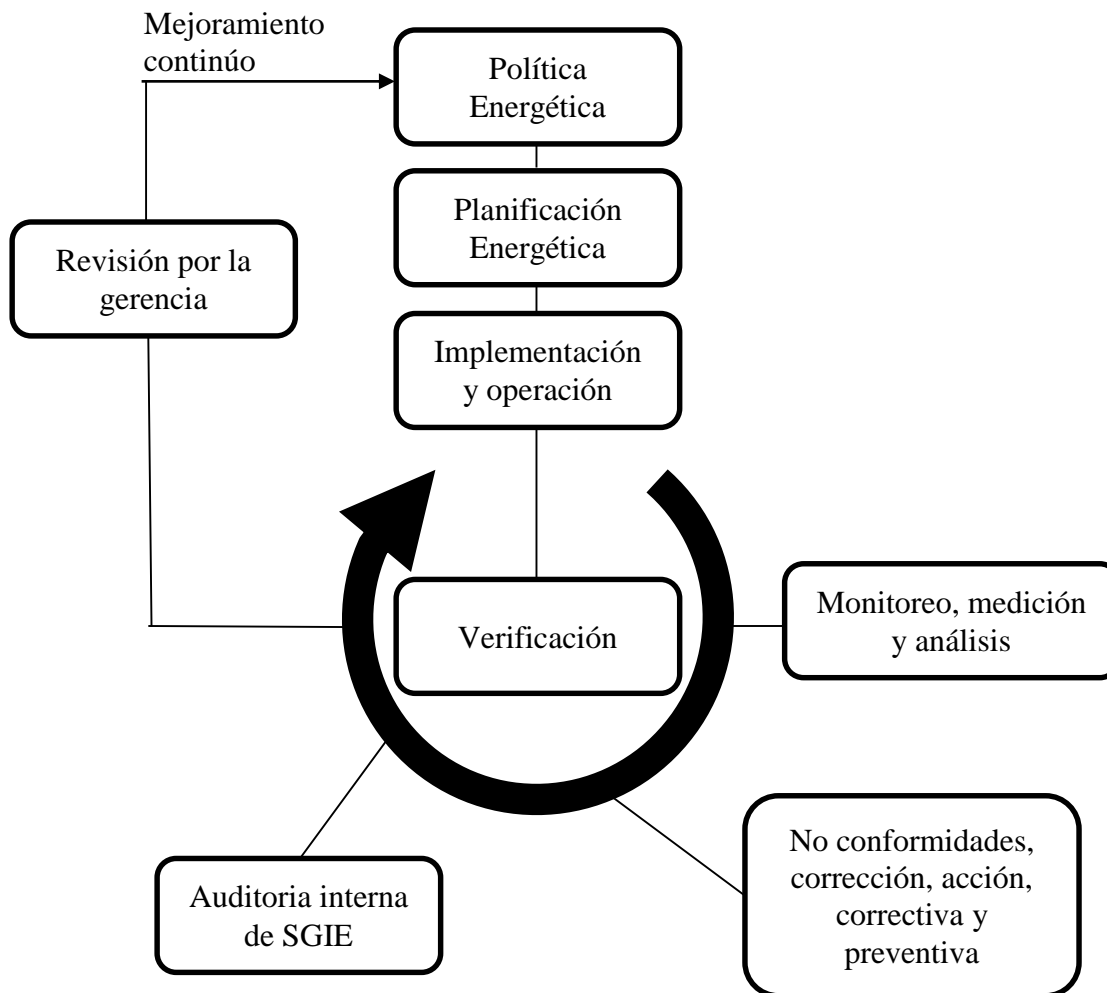 Mejoramiento
continúo
Política
Energética
Planificación
Energética
Revisión por la
gerencia
Implementación
y operación
Verificación
Monitoreo, medición
y análisis
No conformidades,
corrección, acción,
correctiva y
preventiva
Auditoria interna
de SGIE